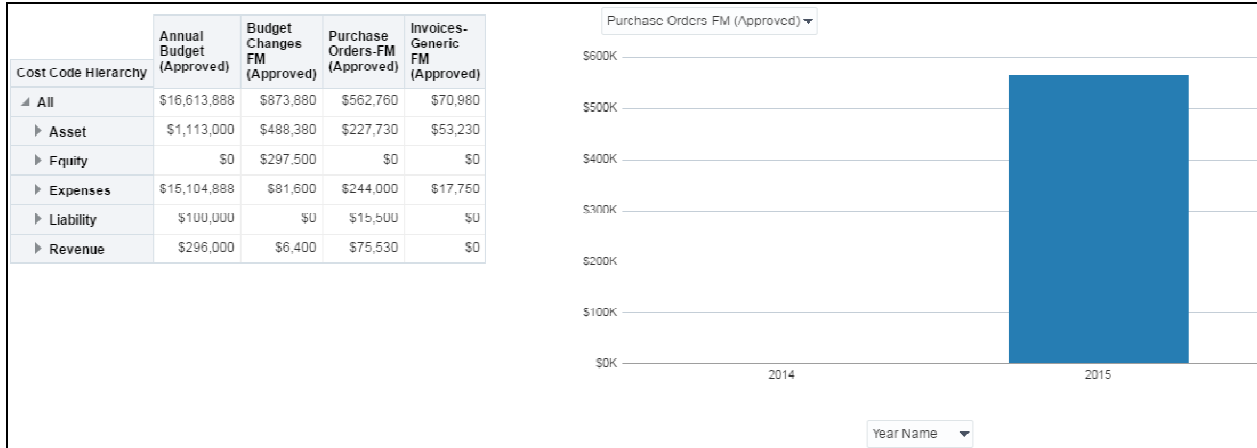 Cost Code Hierarchy Annual Budget (Approved) Budget Changes FM (Approved) Purchase Orders-FM (Approved) Invoices-Generic FM (Approved)
All $16,613,888 $873,880 $562,760 $70,980
Asset $1,113,000 $488,380 $227,730 $53,230
Equity $0 $297,500 $0 $0
Expenses $15,104,888 $81,600 $244,000 $17,750
Liability $100,000 $0 $15,500 $0
Revenue $296,000 $6,400 $75,530 $0
Purchase Orders FM (Approved)
$600K
$500K
$400K
$300K
$200K
$100K
$0K
2014 2015
Year Name